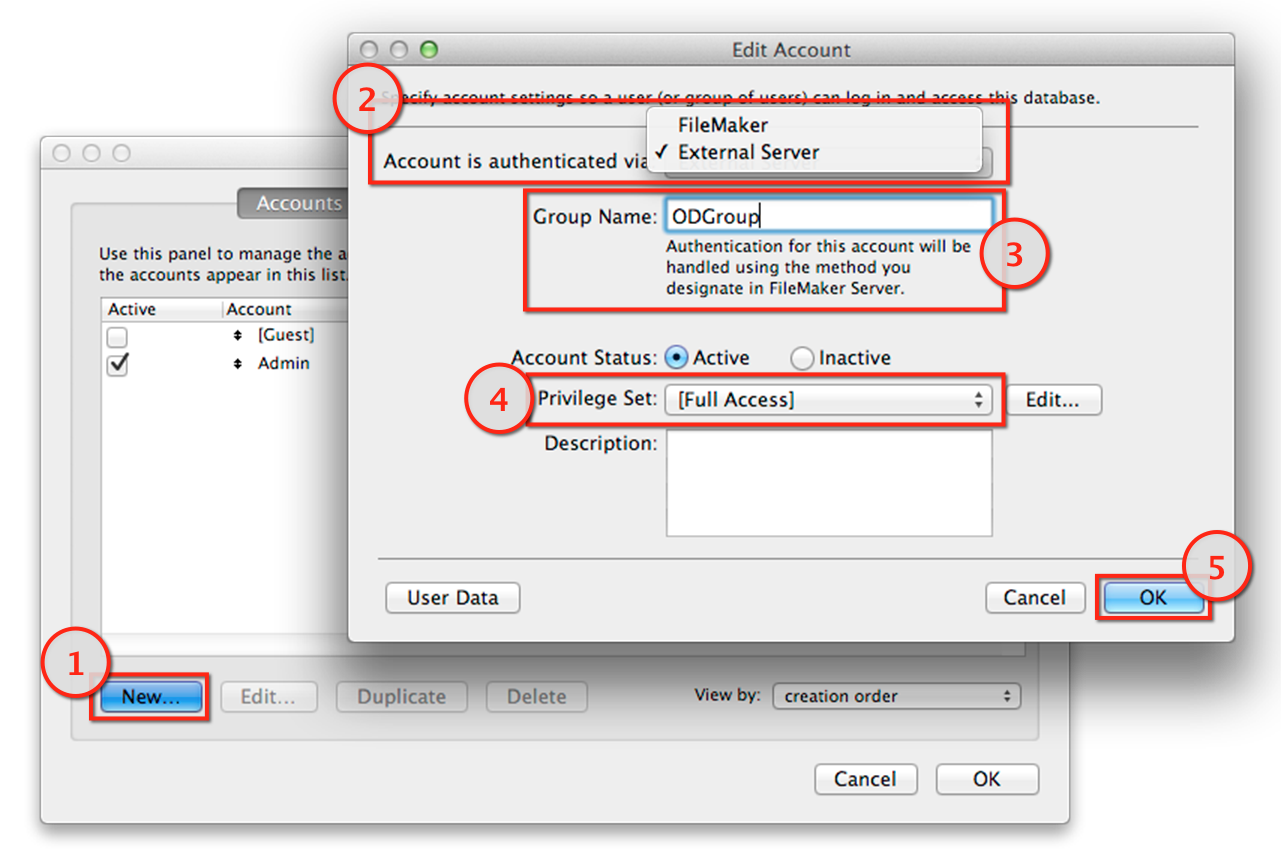 Edit Account
2
Specify account settings so a user (or group of users) can log in and access this database.
FileMaker
✓ External Server
Account is authenticated via
Group Name: ODGroup
Authentication for this account will be
handled using the method you
designate in FileMaker Server.
3
Account Status: Active Inactive
4
Privilege Set: [Full Access] Edit...
Description:
User Data Cancel OK
5
Accounts
Use this panel to manage the a
the accounts appear in this list.
Active Account
[Guest]
Admin
1
New... Edit... Duplicate Delete View by: creation order
Cancel OK